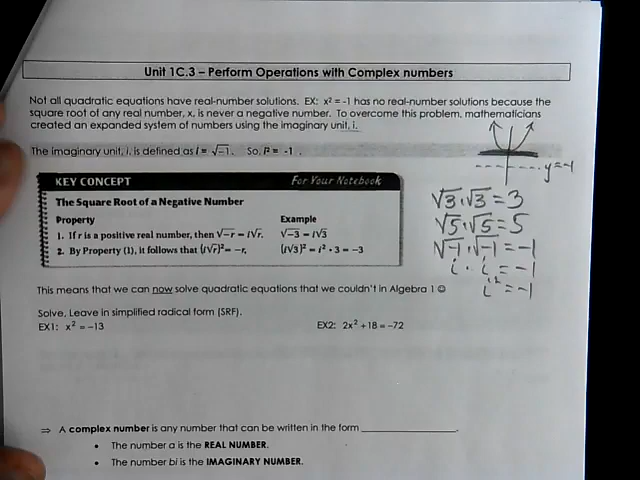 Unit 1C.3 – Perform Operations with Complex numbers
Not all quadratic equations have real-number solutions. EX: x² = -1 has no real-number solutions because the
square root of any real number, x, is never a negative number. To overcome this problem, mathematicians
created an expanded system of numbers using the imaginary unit, i.
The imaginary unit, i, is defined as i = √-1. So, i² = -1 .
y=-1
KEY CONCEPT For Your Notebook
The Square Root of a Negative Number
Property Example
1. If r is a positive real number, then √-r = i√r. √-3 = i√3
2. By Property (1), it follows that (i√r)² = -r. (i√3)² = i² · 3 = -3
√3·√3=3
√5·√5=5
√-1·√-1=-1
i · i = -1
i²=-1
This means that we can now solve quadratic equations that we couldn't in Algebra 1 ☺
Solve. Leave in simplified radical form (SRF).
EX1: x² = -13 EX2: 2x² + 18 = -72
⇒ A complex number is any number that can be written in the form ______________.
• The number a is the REAL NUMBER.
• The number bi is the IMAGINARY NUMBER.